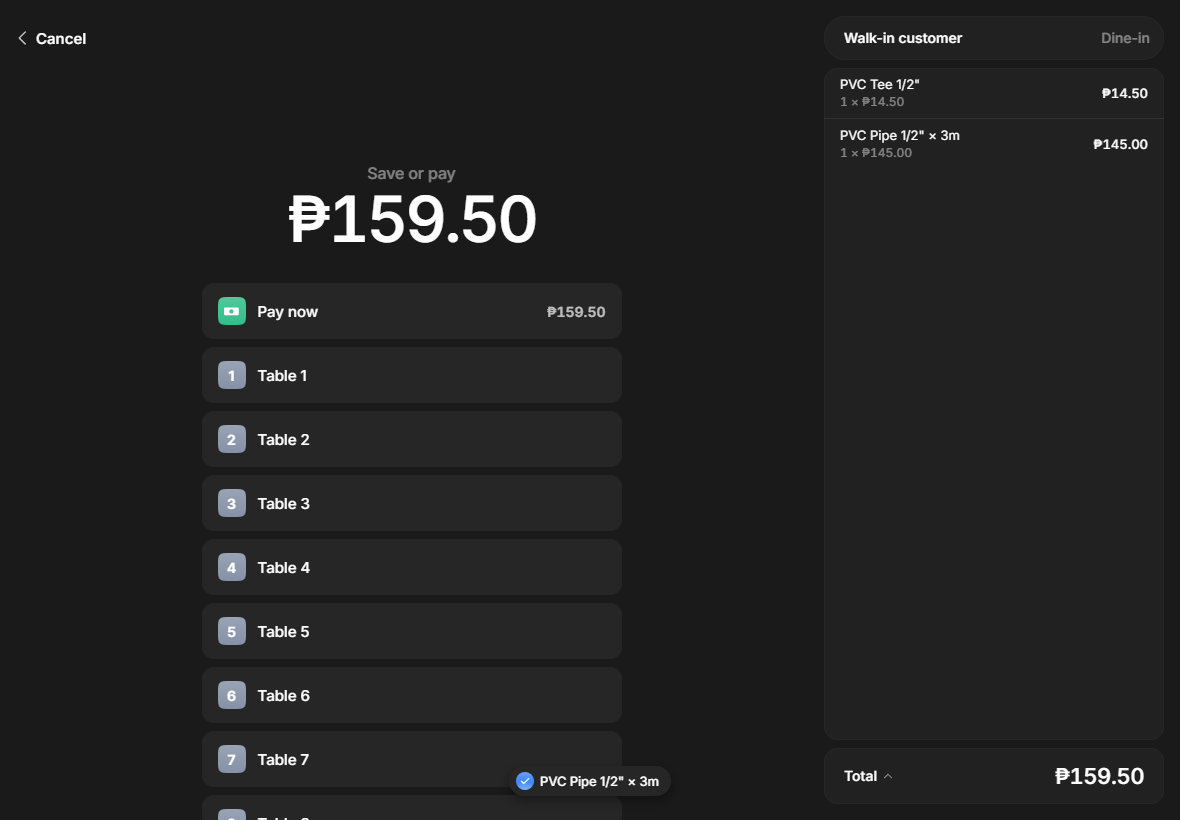 Cancel
Save or pay
₱159.50
Pay now ₱159.50
1 Table 1
2 Table 2
3 Table 3
4 Table 4
5 Table 5
6 Table 6
7 Table 7
PVC Pipe 1/2" × 3m
Walk-in customer Dine-in
PVC Tee 1/2" ₱14.50
1 × ₱14.50
PVC Pipe 1/2" × 3m ₱145.00
1 × ₱145.00
Total ₱159.50